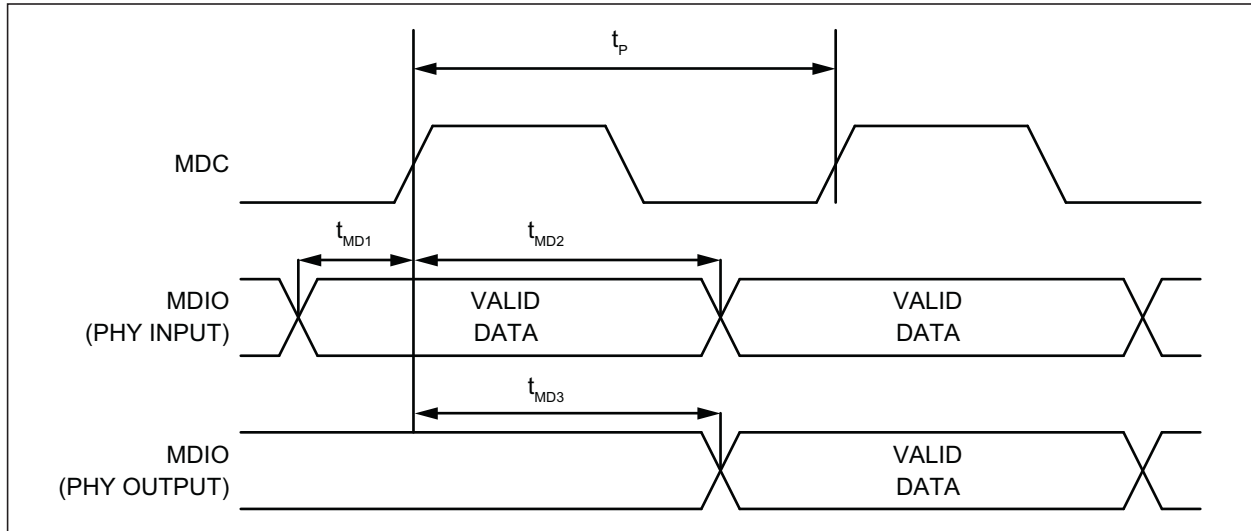 tP
MDC
tMD1
tMD2
MDIO
(PHY INPUT)
VALID
DATA
VALID
DATA
tMD3
MDIO
(PHY OUTPUT)
VALID
DATA